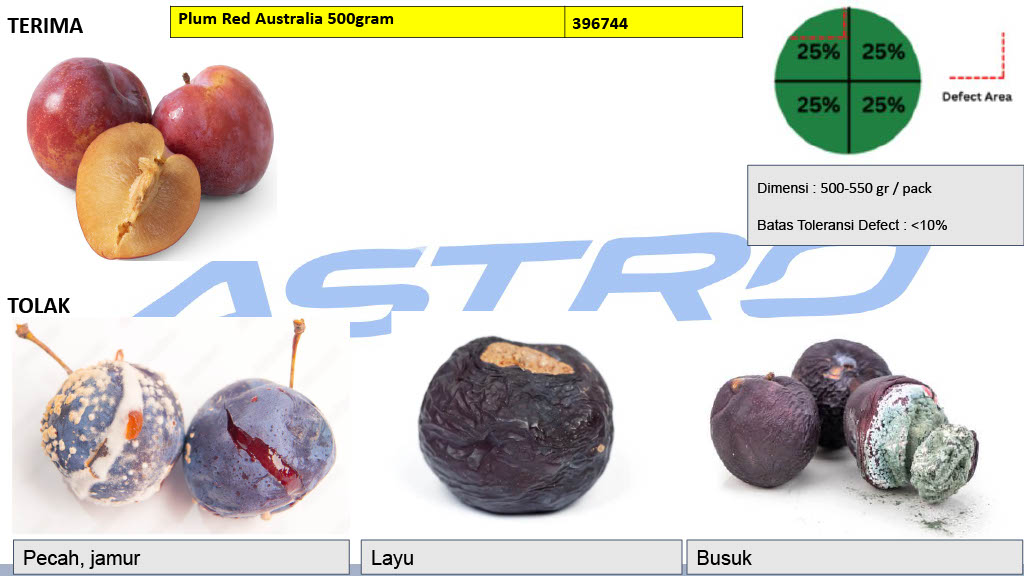 TERIMA
Plum Red Australia 500gram
396744
25%
25%
25%
25%
Defect Area
Dimensi : 500-550 gr / pack
Batas Toleransi Defect : <10%
ASTRO
TOLAK
Pecah, jamur
Layu
Busuk